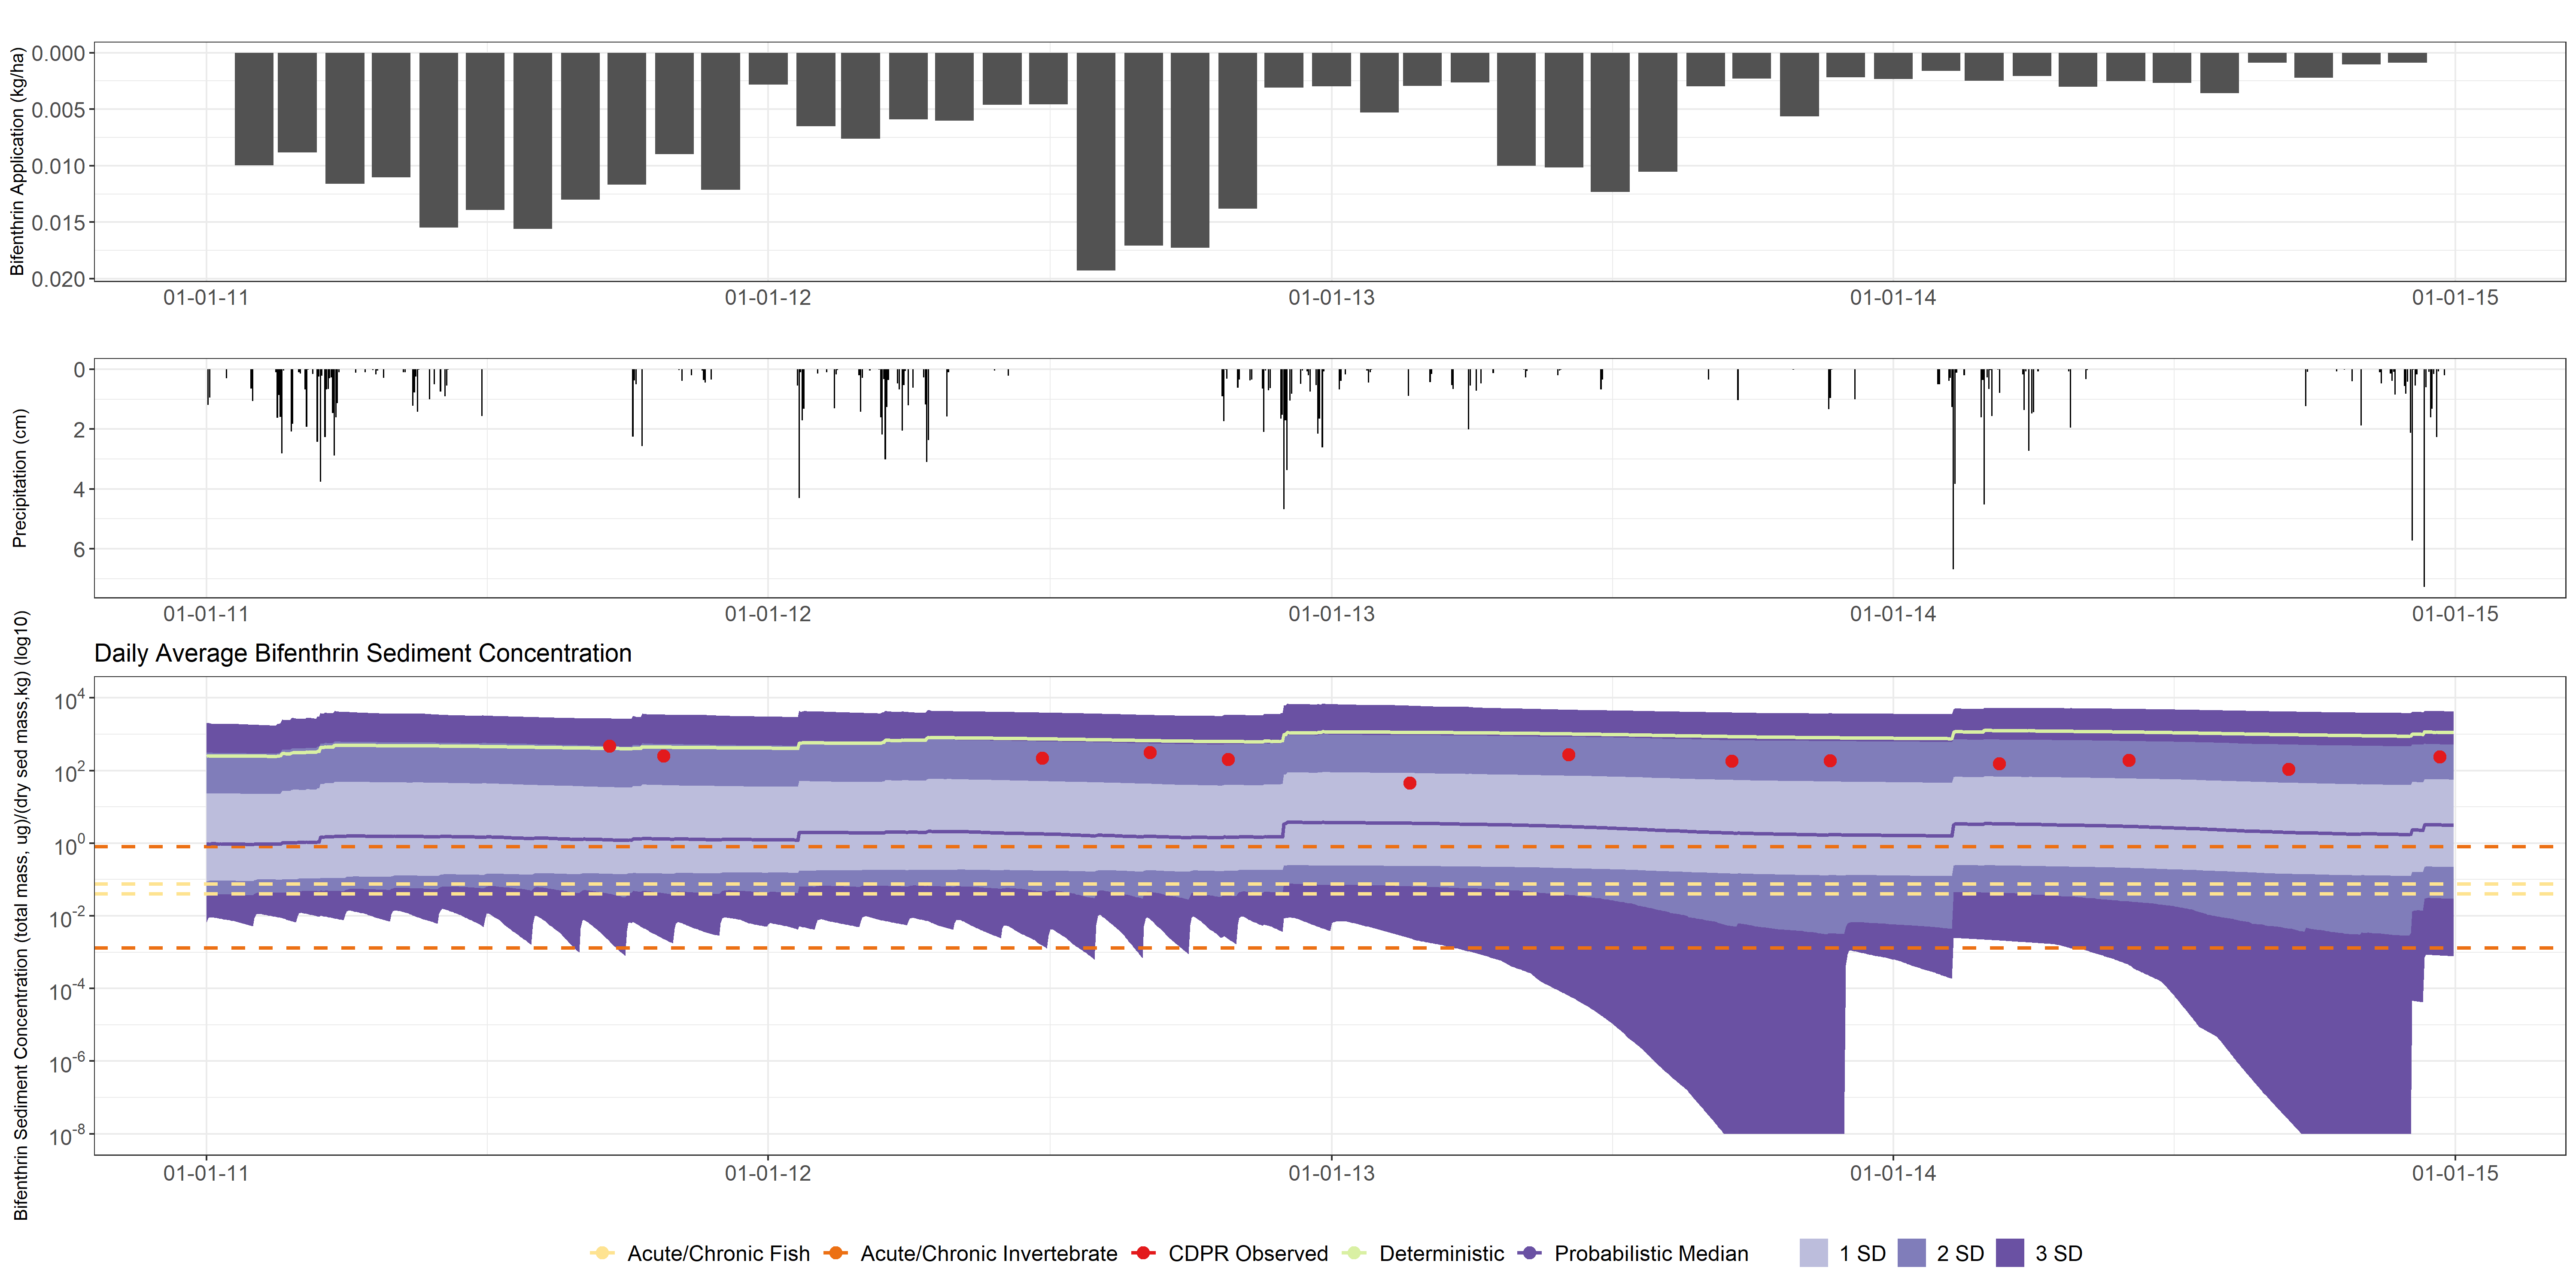 Bifenthrin Application (kg/ha)
0.000
0.005
0.010
0.015
0.020
01-01-11 01-01-12 01-01-13 01-01-14 01-01-15
Precipitation (cm)
0
2
4
6
01-01-11 01-01-12 01-01-13 01-01-14 01-01-15
Daily Average Bifenthrin Sediment Concentration
Bifenthrin Sediment Concentration (total mass, ug)/(dry sed mass,kg) (log10)
10^4
10^2
10^0
10^-2
10^-4
10^-6
10^-8
01-01-11 01-01-12 01-01-13 01-01-14 01-01-15
Acute/Chronic Fish Acute/Chronic Invertebrate CDPR Observed Deterministic Probabilistic Median 1 SD 2 SD 3 SD